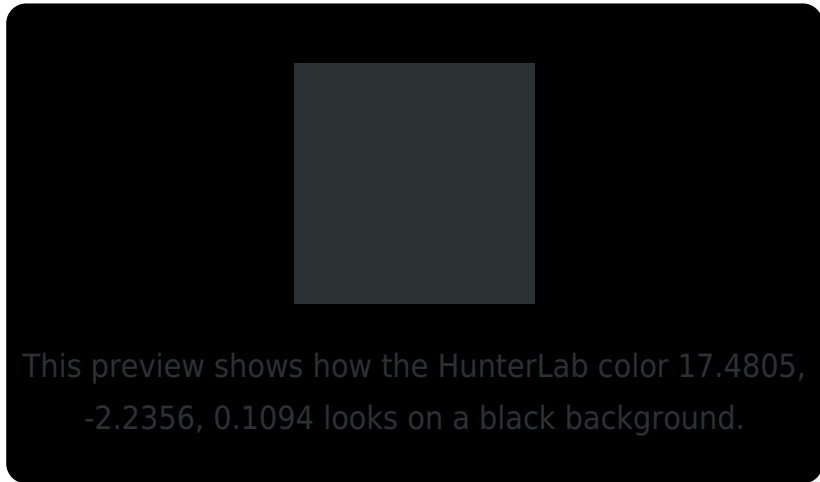 This preview shows how the HunterLab color 17.4805,
-2.2356, 0.1094 looks on a black background.